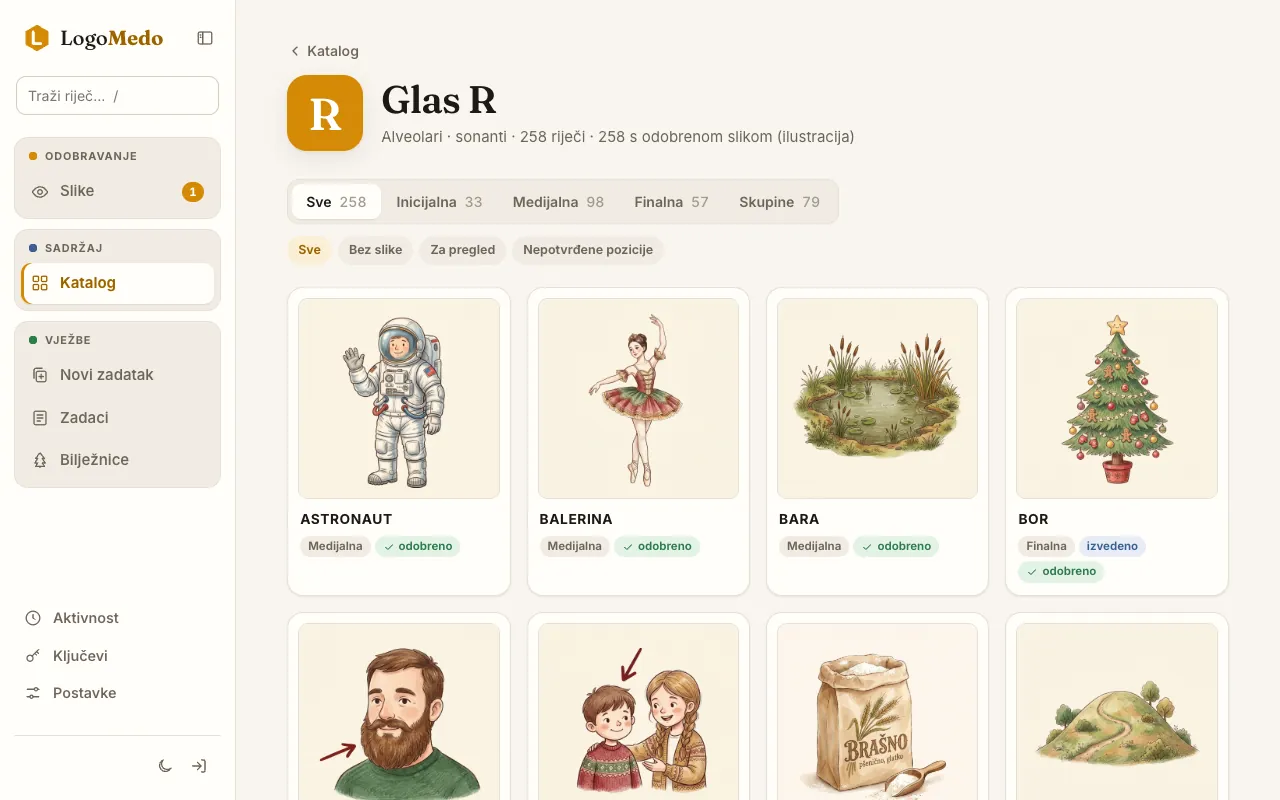 LogoMedo
Traži riječ... /
ODOBRAVANJE
Slike 1
SADRŽAJ
Katalog
VJEŽBE
Novi zadatak
Zadaci
Bilježnice
Aktivnost
Ključevi
Postavke
Katalog
R
Glas R
Alveolari · sonanti · 258 riječi · 258 s odobrenom slikom (ilustracija)
Sve 258 Inicijalna 33 Medijalna 98 Finalna 57 Skupine 79
Sve Bez slike Za pregled Nepotvrđene pozicije
ASTRONAUT
Medijalna ✓ odobreno
BALERINA
Medijalna ✓ odobreno
BARA
Medijalna ✓ odobreno
BOR
Finalna izvedeno
✓ odobreno
BRAŠNO
pšenično, glatko